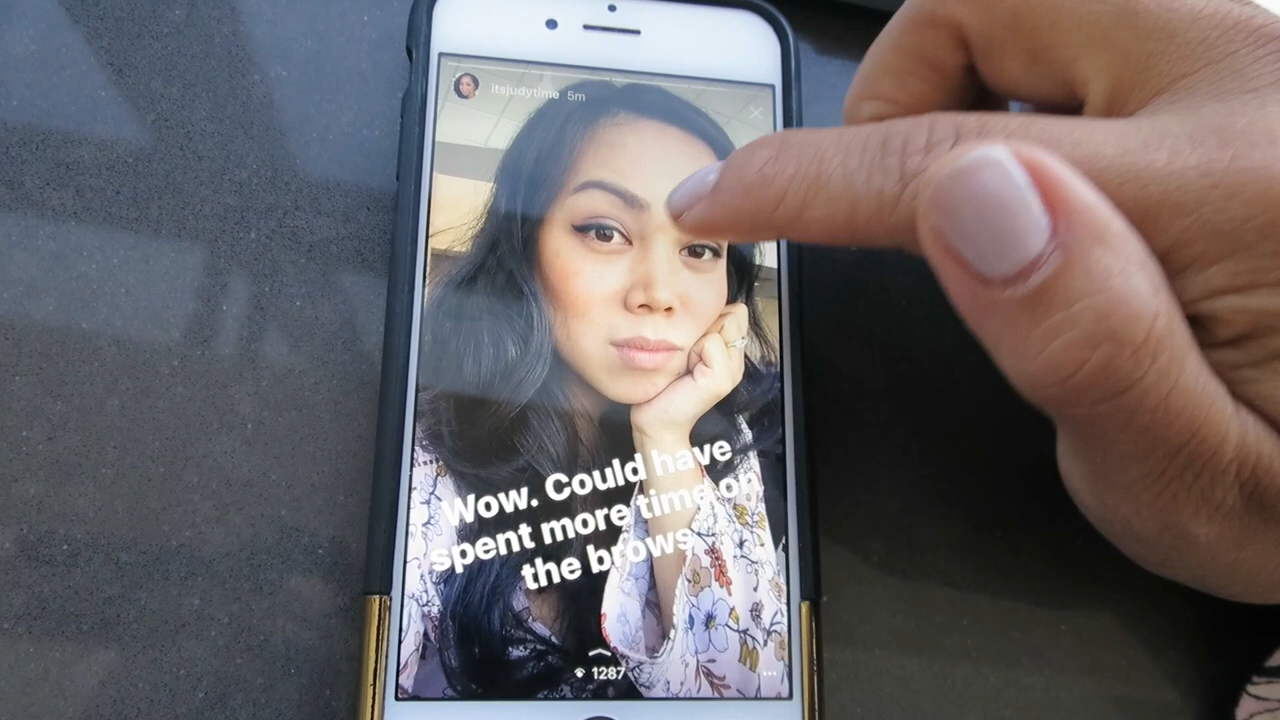 itsjudytime 5m
Wow. Could have
spent more time on
the brows
1287